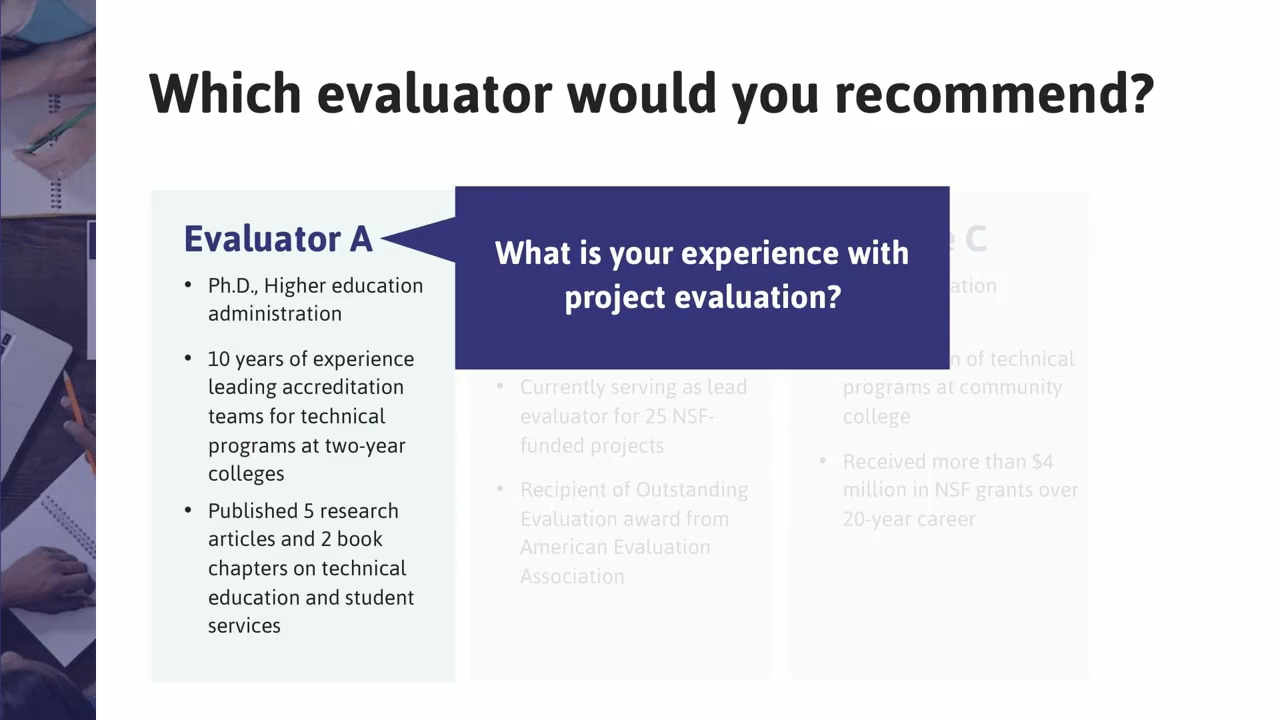 Which evaluator would you recommend?
Evaluator A
• Ph.D., Higher education
administration
• 10 years of experience
leading accreditation
teams for technical
programs at two-year
colleges
• Published 5 research
articles and 2 book
chapters on technical
education and student
services
What is your experience with
project evaluation?
• Currently serving as lead
evaluator for 25 NSF-
funded projects
• Recipient of Outstanding
Evaluation award from
American Evaluation
Association
C
of technical
programs at community
college
• Received more than $4
million in NSF grants over
20-year career